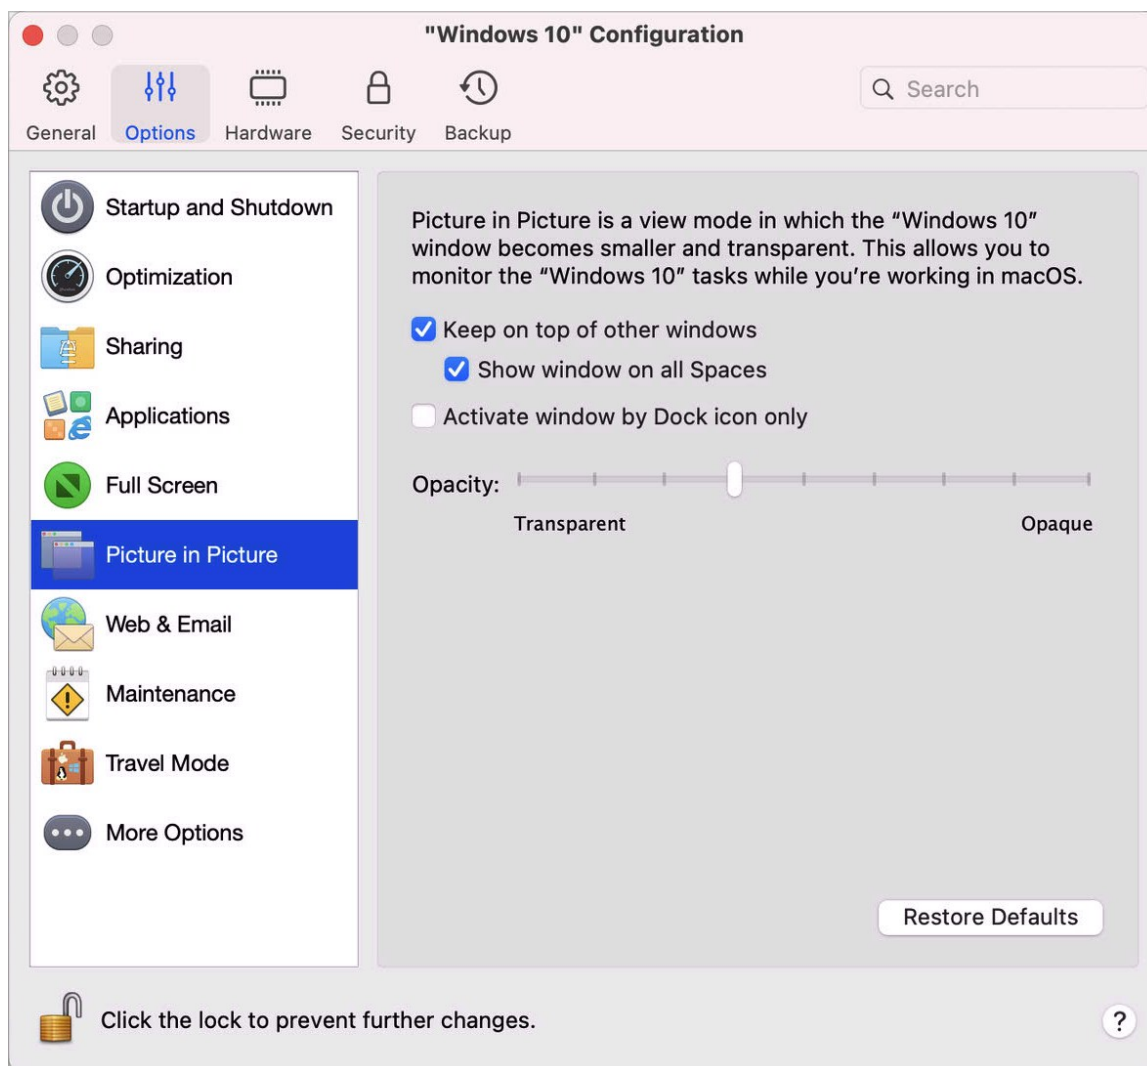 "Windows 10" Configuration
General
Options
Hardware
Security
Backup
Search
Startup and Shutdown
Optimization
Sharing
Applications
Full Screen
Picture in Picture
Web & Email
Maintenance
Travel Mode
More Options
Picture in Picture is a view mode in which the “Windows 10”
window becomes smaller and transparent. This allows you to
monitor the “Windows 10” tasks while you’re working in macOS.
Keep on top of other windows
Show window on all Spaces
Activate window by Dock icon only
Opacity:
Transparent
Opaque
Restore Defaults
Click the lock to prevent further changes.
?